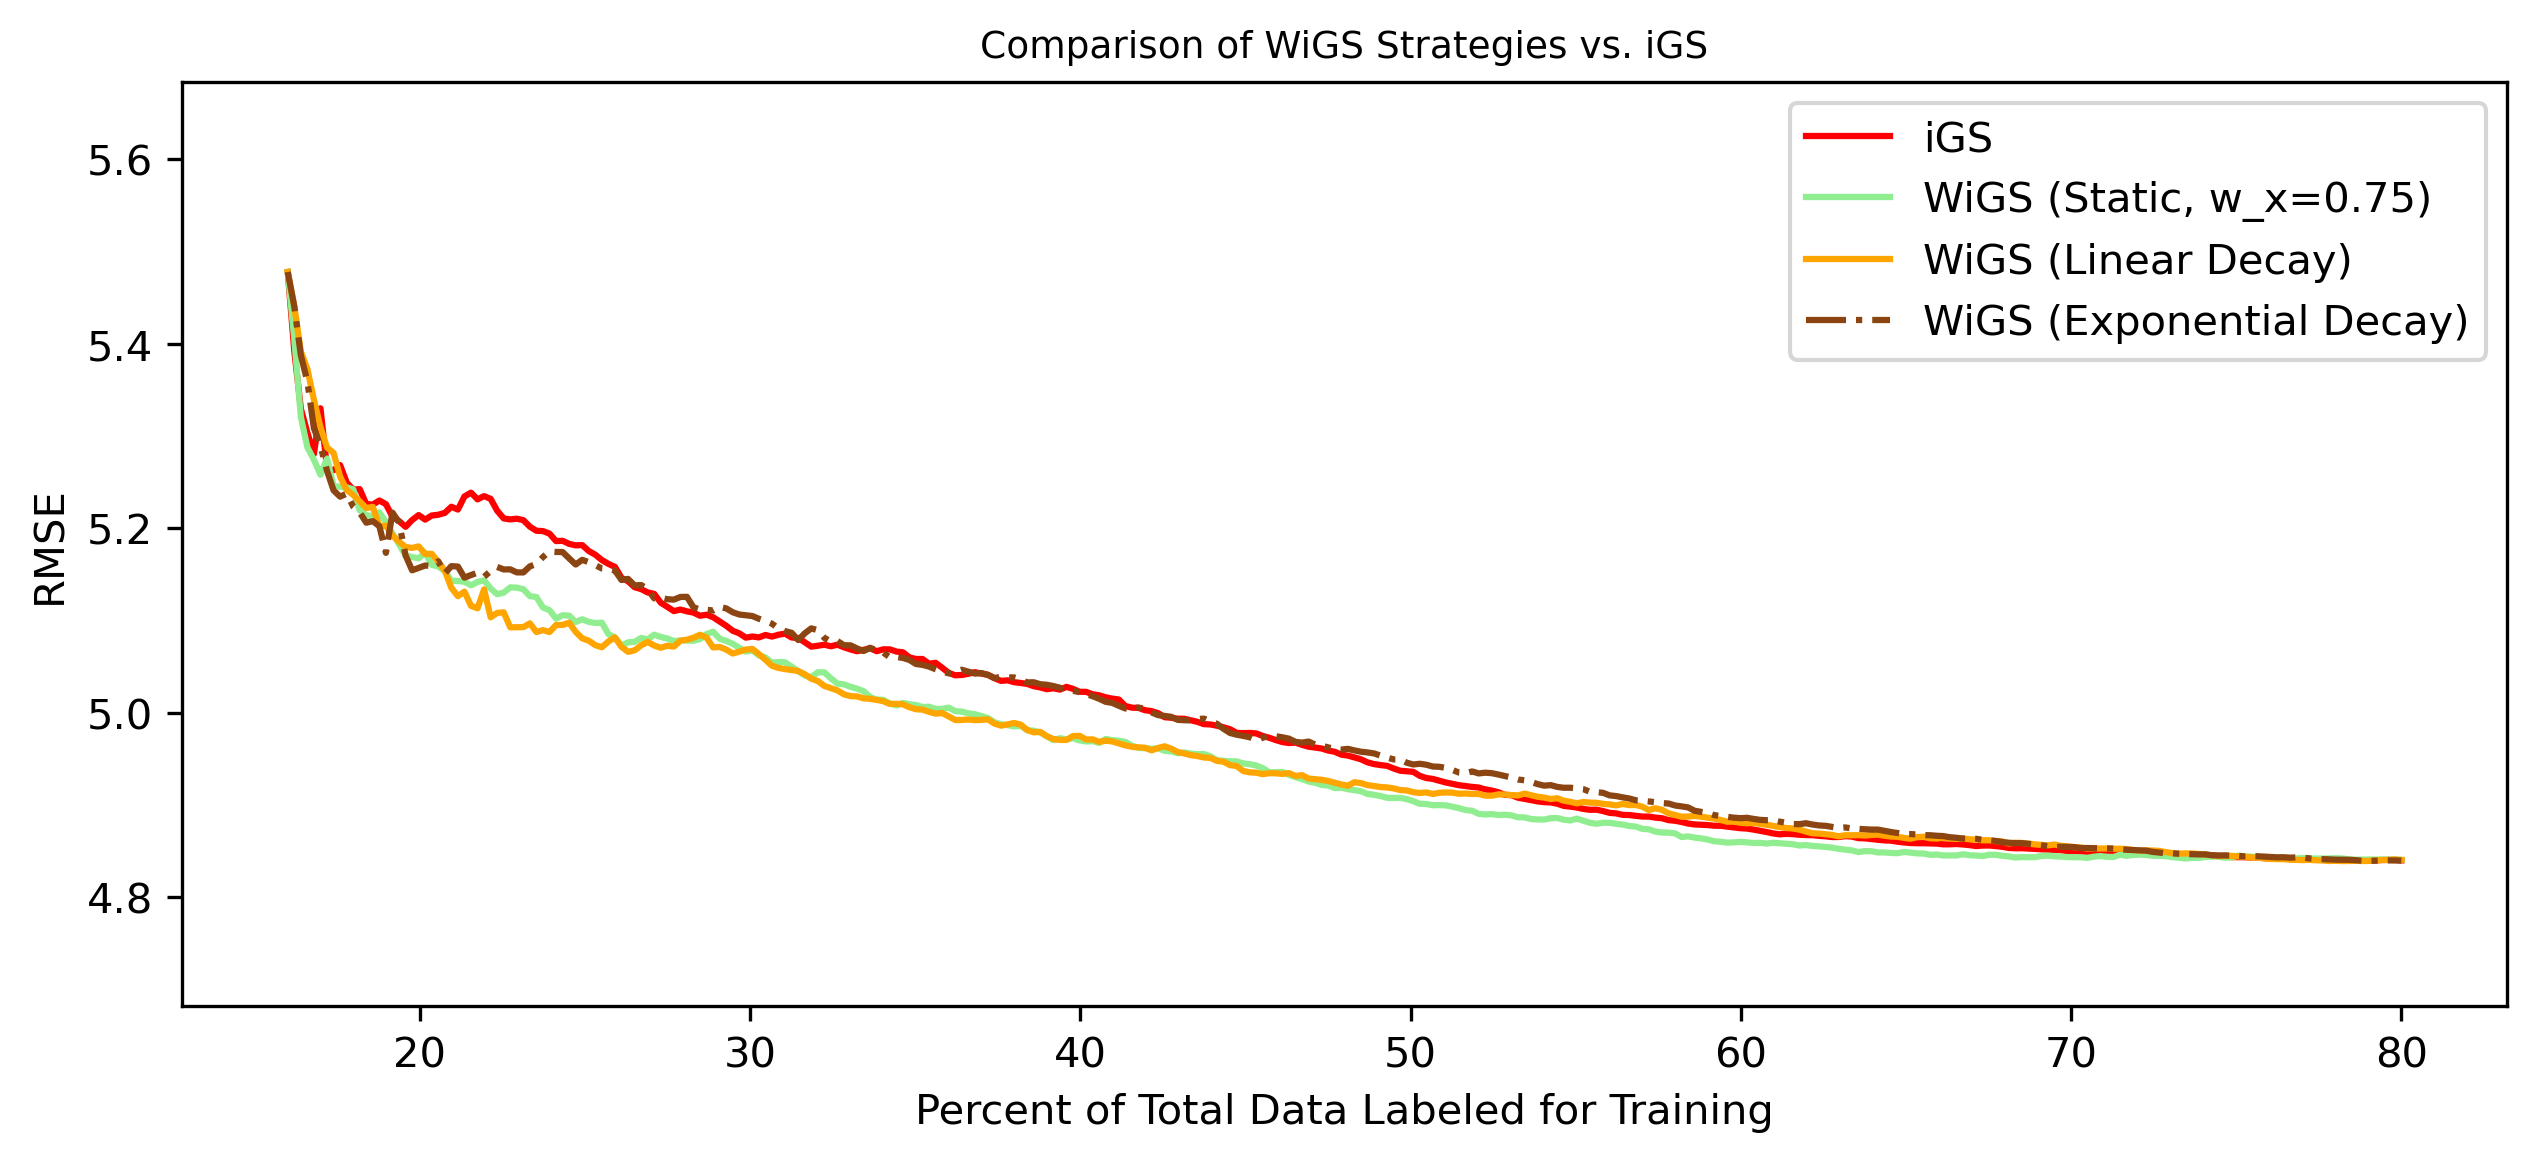 Comparison of WiGS Strategies vs. iGS
iGS
WiGS (Static, w_x=0.75)
WiGS (Linear Decay)
WiGS (Exponential Decay)
RMSE
5.6
5.4
5.2
5.0
4.8
20 30 40 50 60 70 80
Percent of Total Data Labeled for Training